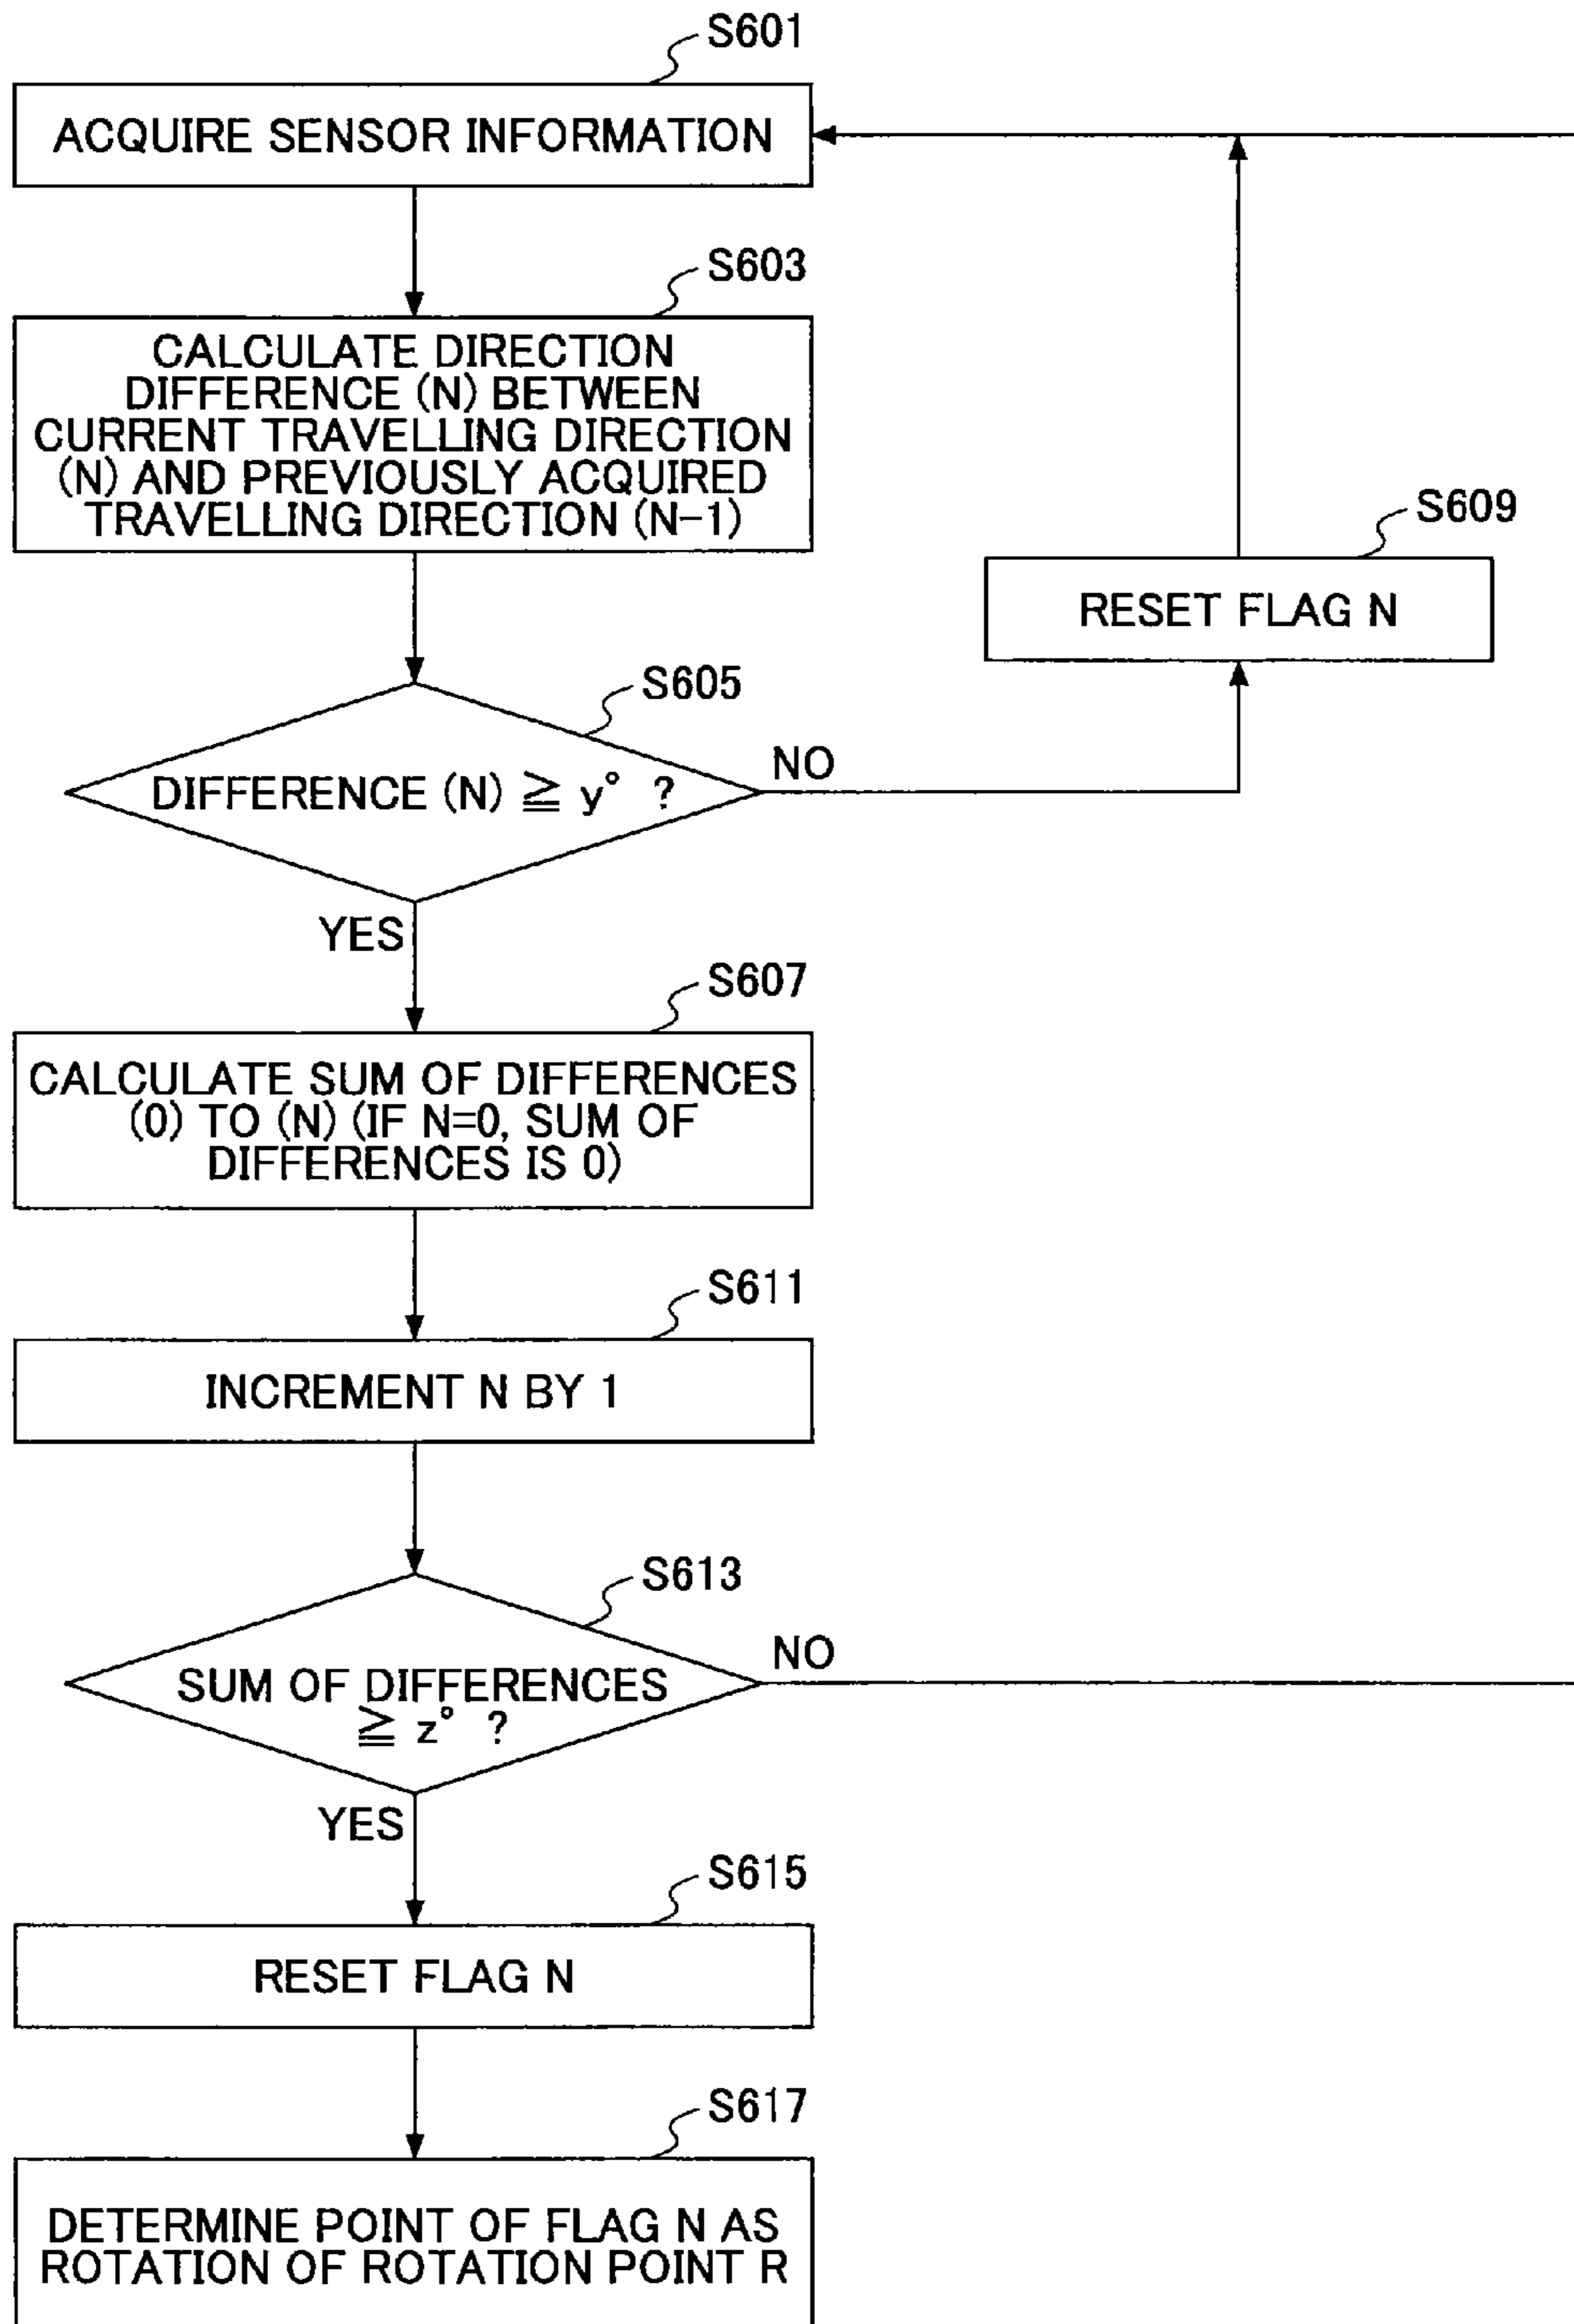 S601
ACQUIRE SENSOR INFORMATION
S603
CALCULATE DIRECTION
DIFFERENCE (N) BETWEEN
CURRENT TRAVELLING DIRECTION
(N) AND PREVIOUSLY ACQUIRED
TRAVELLING DIRECTION (N-1)
S609
RESET FLAG N
S605
DIFFERENCE (N) ≧ y° ?
NO
YES
S607
CALCULATE SUM OF DIFFERENCES
(0) TO (N) (IF N=0, SUM OF
DIFFERENCES IS 0)
S611
INCREMENT N BY 1
S613
SUM OF DIFFERENCES
≧ z° ?
NO
YES
S615
RESET FLAG N
S617
DETERMINE POINT OF FLAG N AS
ROTATION OF ROTATION POINT R